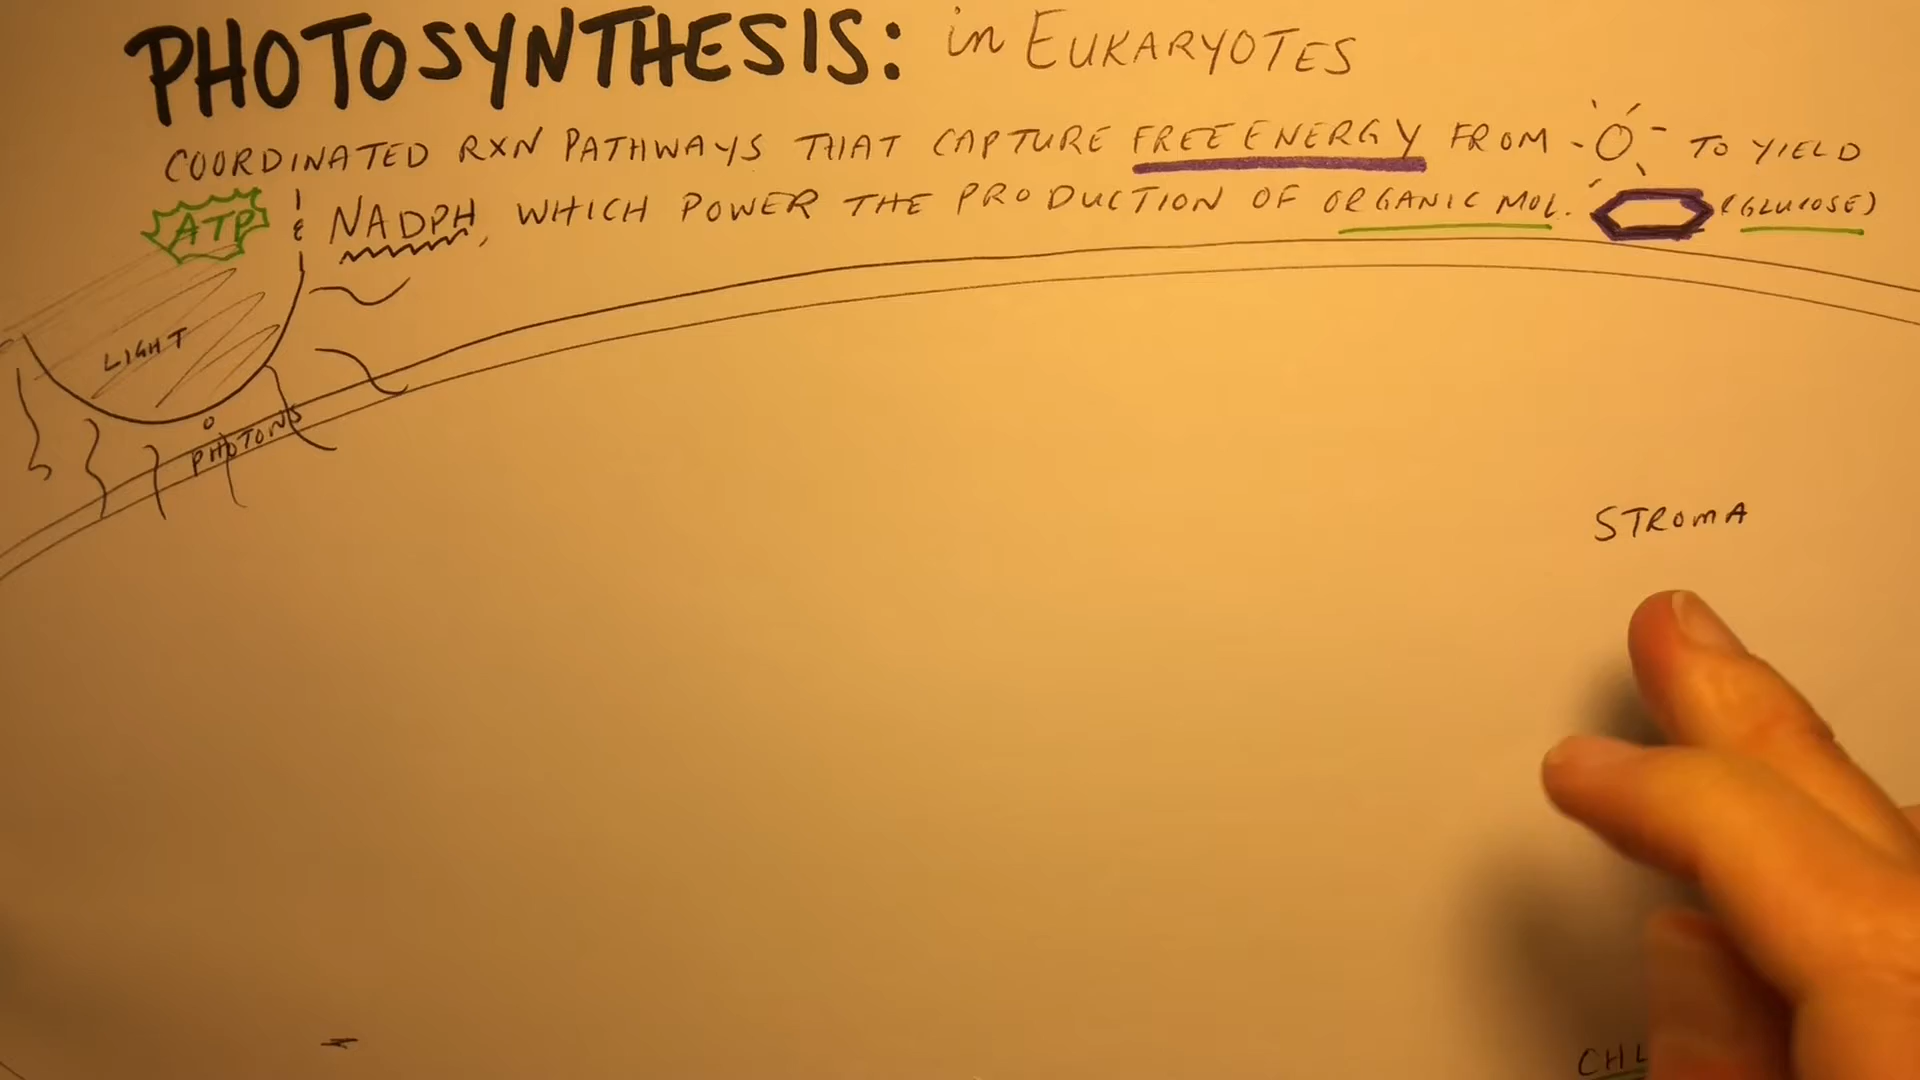 PHOTOSYNTHESIS: in EUKARYOTES
COORDINATED RXN PATHWAYS THAT CAPTURE FREE ENERGY FROM TO YIELD
ATP & NADPH, WHICH POWER THE PRODUCTION OF ORGANIC MOL. (GLUCOSE)
LIGHT
PHOTONS
STROMA
CHL